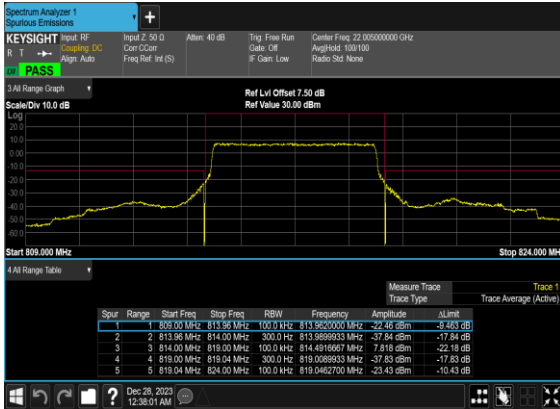 Spectrum Analyzer 1
Spurious Emissions
KEYSIGHT
R T
LXI
PASS
Input: RF
Coupling: DC
Align: Auto
Input Z: 50 Ω
Corr CCorr
Freq Ref: Int (S)
Atten: 40 dB
Trig: Free Run
Gate: Off
IF Gain: Low
Center Freq: 22.005000000 GHz
Avg|Hold: 100/100
Radio Std: None
3 All Range Graph
Scale/Div 10.0 dB
Ref Lvl Offset 7.50 dB
Ref Value 30.00 dBm
Log
20.0
10.0
0.00
-10.0
-20.0
-30.0
-40.0
-50.0
-60.0
Start 809.000 MHz
Stop 824.000 MH
4 All Range Table
Measure Trace Trace 1
Trace Type Trace Average (Active)
Spur Range Start Freq Stop Freq RBW Frequency Amplitude ΔLimit
1 1 809.00 MHz 813.96 MHz 100.0 kHz 813.9620000 MHz -22.46 dBm -9.463 dB
2 2 813.96 MHz 814.00 MHz 300.0 Hz 813.9899933 MHz -37.84 dBm -17.84 dB
3 3 814.00 MHz 819.00 MHz 100.0 kHz 814.4916667 MHz 7.818 dBm -22.18 dB
4 4 819.00 MHz 819.04 MHz 300.0 Hz 819.0089933 MHz -37.83 dBm -17.83 dB
5 5 819.04 MHz 824.00 MHz 100.0 kHz 819.0462700 MHz -23.43 dBm -10.43 dB
Dec 28, 2023
12:38:01 AM